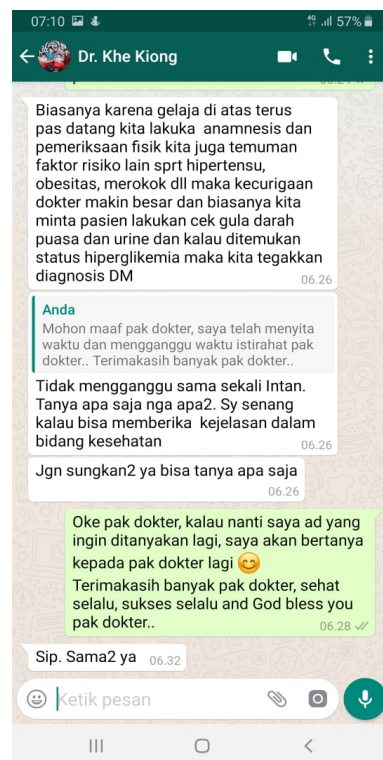 07:10 4G 57%
Dr. Khe Kiong
Biasanya karena gelaja di atas terus
pas datang kita lakuka anamnesis dan
pemeriksaan fisik kita juga temuman
faktor risiko lain sprt hipertensu,
obesitas, merokok dll maka kecurigaan
dokter makin besar dan biasanya kita
minta pasien lakukan cek gula darah
puasa dan urine dan kalau ditemukan
status hiperglikemia maka kita tegakkan
diagnosis DM
06.26
Anda
Mohon maaf pak dokter, saya telah menyita
waktu dan mengganggu waktu istirahat pak
dokter.. Terimakasih banyak pak dokter..
Tidak mengganggu sama sekali Intan.
Tanya apa saja nga apa2. Sy senang
kalau bisa memberika kejelasan dalam
bidang kesehatan
06.26
Jgn sungkan2 ya bisa tanya apa saja
06.26
Oke pak dokter, kalau nanti saya ad yang
ingin ditanyakan lagi, saya akan bertanya
kepada pak dokter lagi 😊
Terimakasih banyak pak dokter, sehat
selalu, sukses selalu and God bless you
pak dokter..
06.28
Sip. Sama2 ya 06.32
Ketik pesan